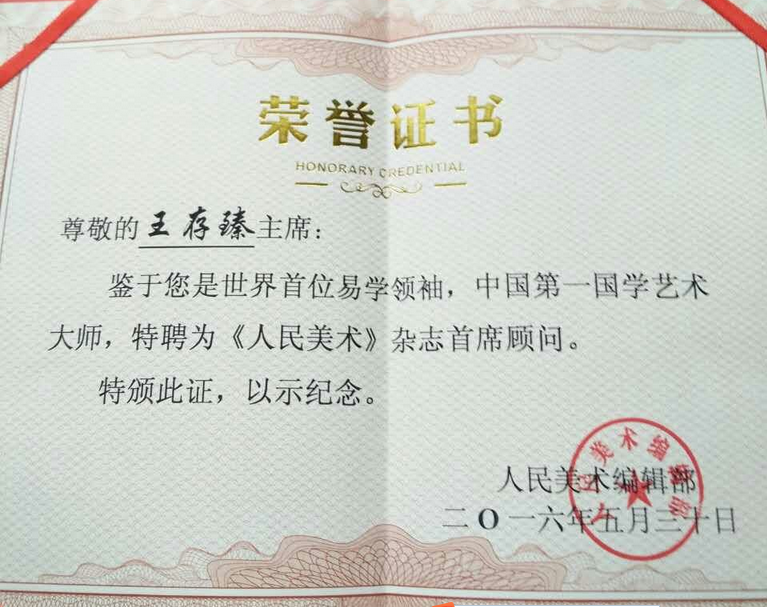 荣誉证书
HONORARY CREDENTIAL
尊敬的王存臻主席：
鉴于您是世界首位易学领袖，中国第一国学艺术
大师，特聘为《人民美术》杂志首席顾问。
特颁此证，以示纪念。
人民美术编辑部
二O一六年五月三十日